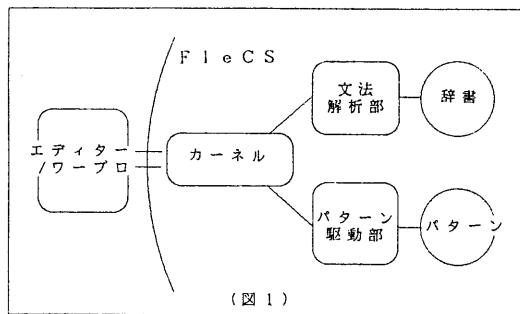 FleCS
文法
解析部
辞書
エディター
/ワープロ
カーネル
パターン
駆動部
パターン
(図1)